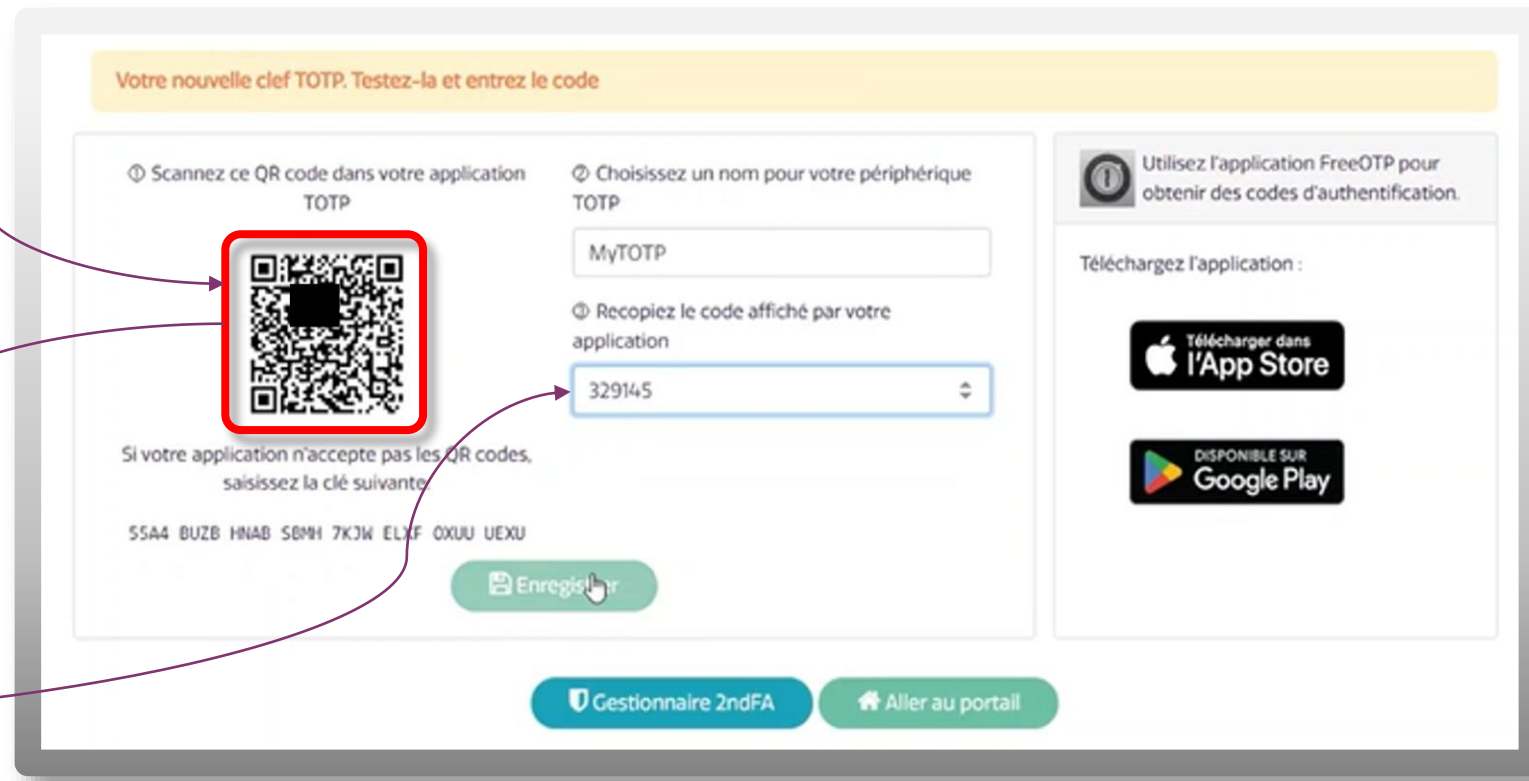 Votre nouvelle clef TOTP. Testez-la et entrez le code
① Scannez ce QR code dans votre application
TOTP
Si votre application n'accepte pas les QR codes,
saisissez la clé suivante.
S5A4 BUZB HNAB SBMH 7KJW ELXF OXUU UEXU
Enregistrer
② Choisissez un nom pour votre périphérique
TOTP
MyTOTP
③ Recopiez le code affiché par votre
application
329145
Utilisez l'application FreeOTP pour
obtenir des codes d'authentification.
Téléchargez l'application :
Télécharger dans
l'App Store
DISPONIBLE SUR
Google Play
Gestionnaire 2ndFA
Aller au portail